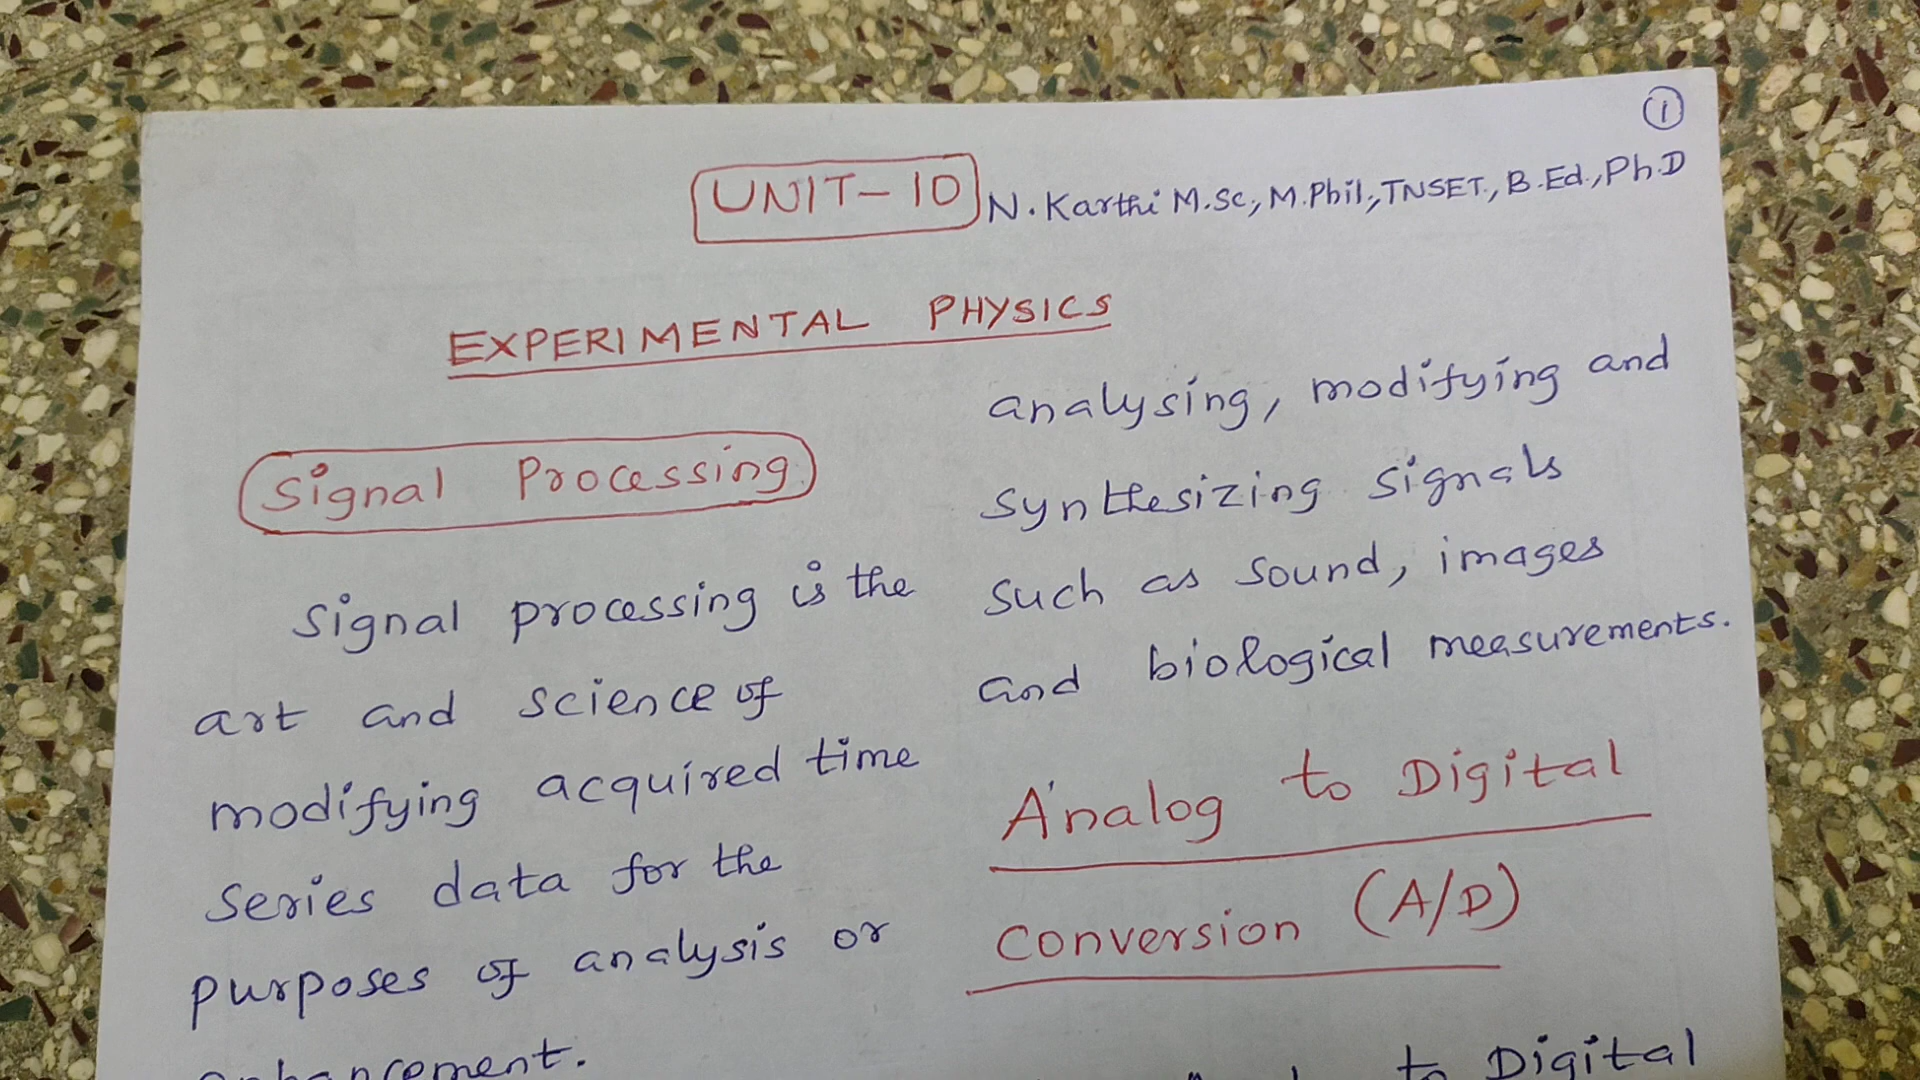 ①
UNIT-10 N. Karthi M.Sc., M.Phil., TNSET., B.Ed., Ph.D
EXPERIMENTAL PHYSICS
Signal Processing
Signal processing is the
art and science of
modifying acquired time
series data for the
purposes of analysis or
enhancement.
analysing, modifying and
synthesizing signals
such as sound, images
and biological measurements.
Analog to Digital
conversion (A/D)
to Digital